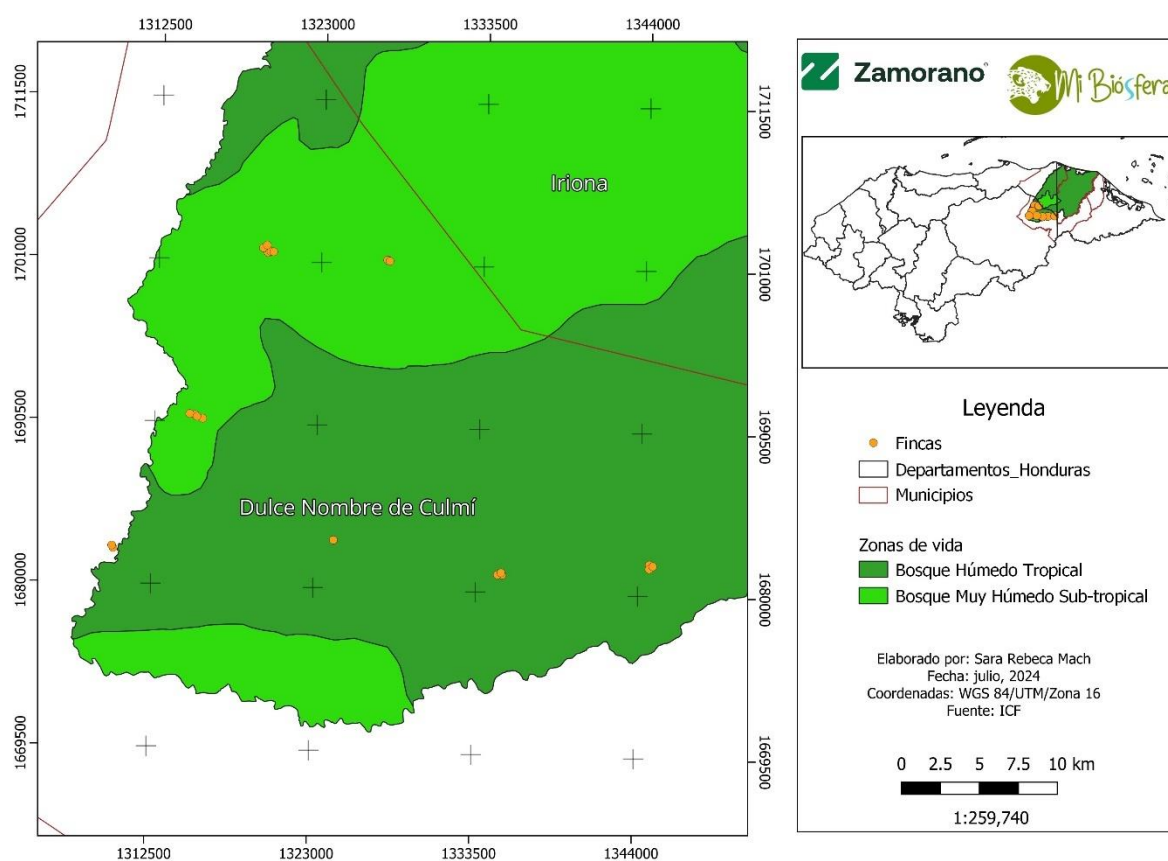 1312500
1323000
1333500
1344000
1711500
1701000
1690500
1680000
1669500
Iriona
Dulce Nombre de Culmí
1711500
1701000
1690500
1680000
1669500
1312500
1323000
1333500
1344000
Zamorano
Mi Biósfera
Leyenda
Fincas
Departamentos_Honduras
Municipios
Zonas de vida
Bosque Húmedo Tropical
Bosque Muy Húmedo Sub-tropical
Elaborado por: Sara Rebeca Mach
Fecha: julio, 2024
Coordenadas: WGS 84/UTM/Zona 16
Fuente: ICF
0 2.5 5 7.5 10 km
1:259,740